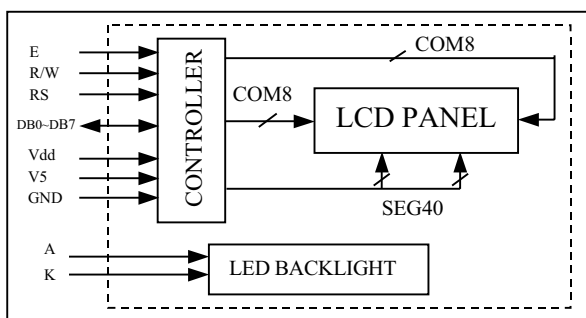 E
R/W
RS
DB0~DB7
Vdd
V5
GND
A
K
CONTROLLER
COM8
COM8
LCD PANEL
SEG40
LED BACKLIGHT